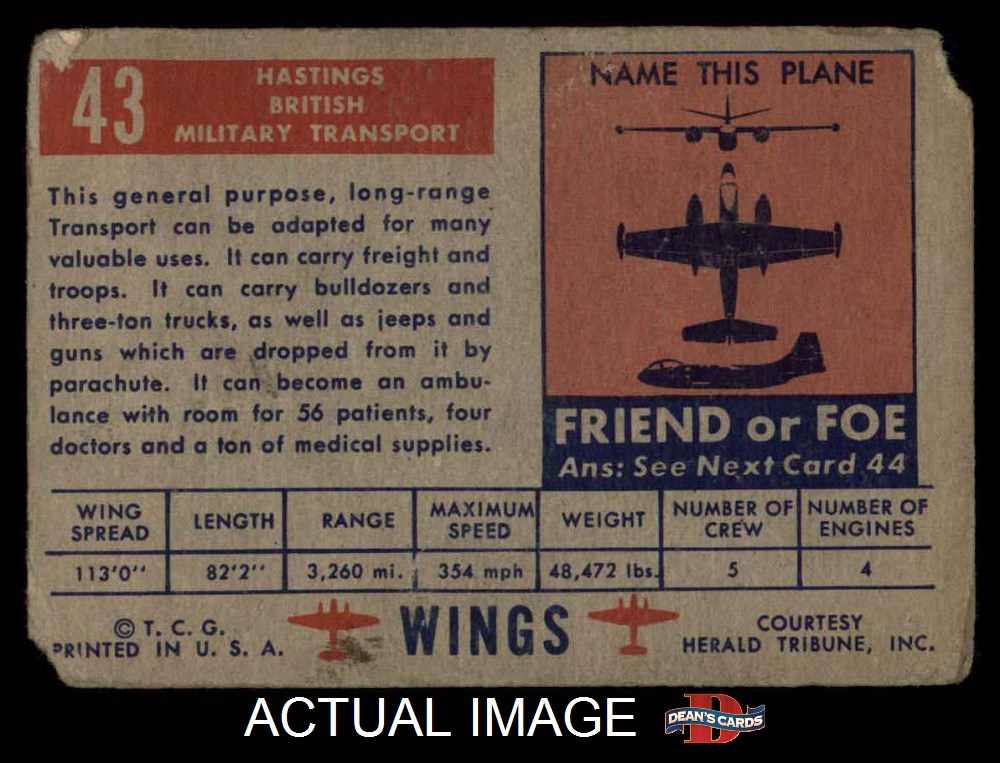 43
HASTINGS
BRITISH
MILITARY TRANSPORT
This general purpose, long-range
Transport can be adapted for many
valuable uses. It can carry freight and
troops. It can carry bulldozers and
three-ton trucks, as well as jeeps and
guns which are dropped from it by
parachute. It can become an ambu-
lance with room for 56 patients, four
doctors and a ton of medical supplies.
NAME THIS PLANE
FRIEND or FOE
Ans: See Next Card 44
WING SPREAD LENGTH RANGE MAXIMUM SPEED WEIGHT NUMBER OF CREW NUMBER OF ENGINES
113'0'' 82'2'' 3,260 mi. 354 mph 48,472 lbs. 5 4
© T. C. G.
PRINTED IN U. S. A.
WINGS
COURTESY
HERALD TRIBUNE, INC.
ACTUAL IMAGE
D
DEAN'S CARDS